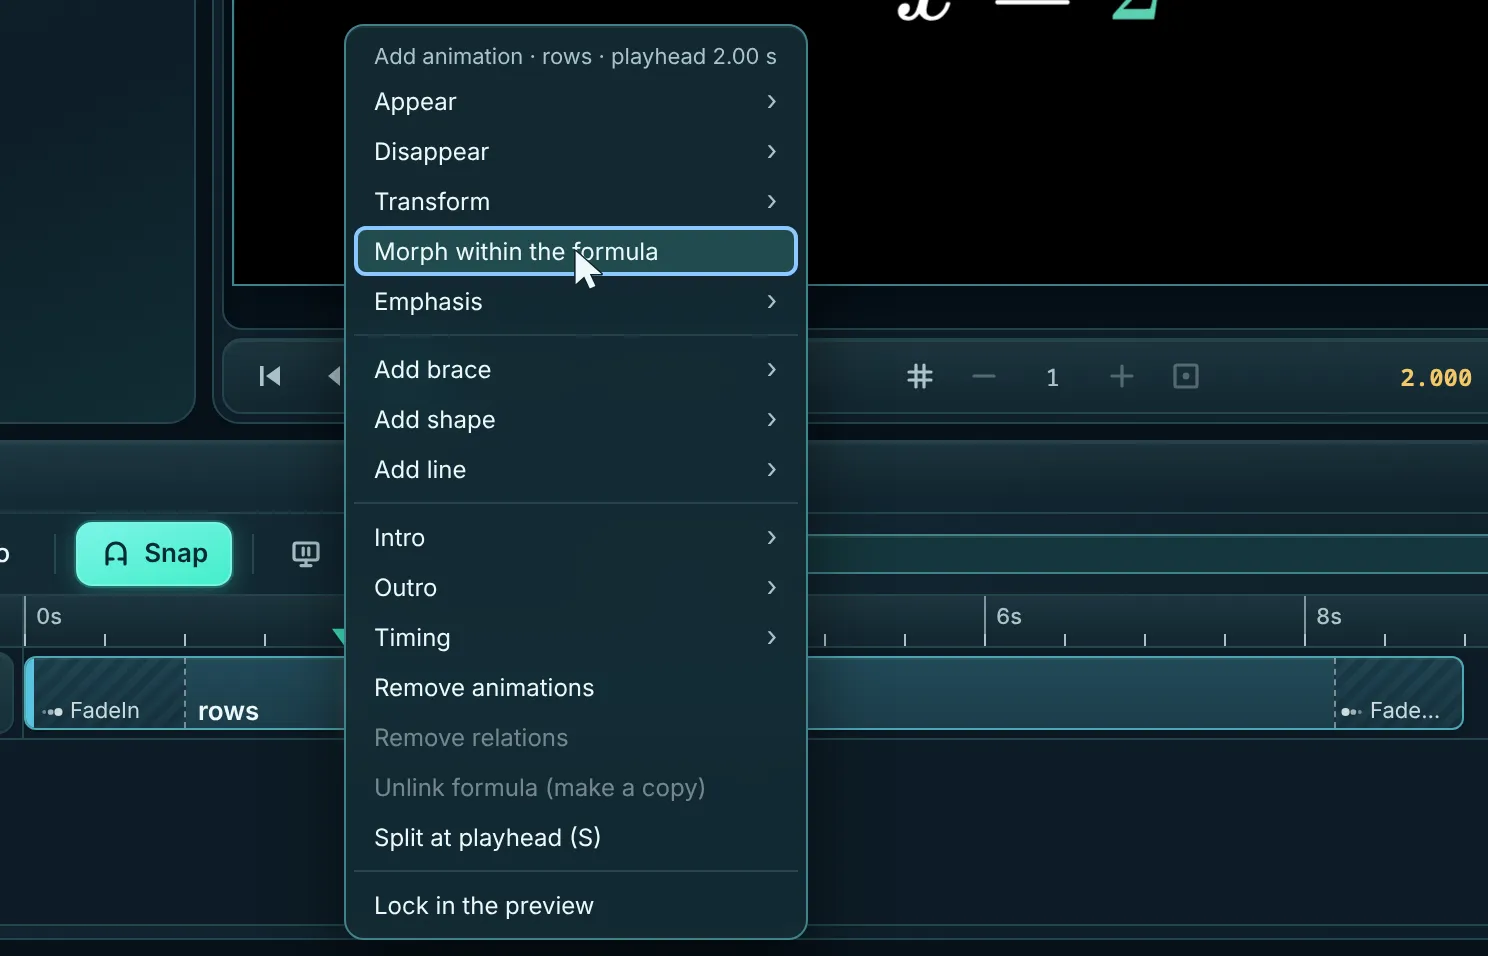 x = 2
Add animation · rows · playhead 2.00 s
Appear
Disappear
Transform
Morph within the formula
Emphasis
Add brace
Add shape
Add line
1
2.000
Intro
Outro
Timing
Remove animations
Remove relations
Unlink formula (make a copy)
Split at playhead (S)
Lock in the preview
o
Snap
0s
6s
8s
FadeIn
rows
Fade...